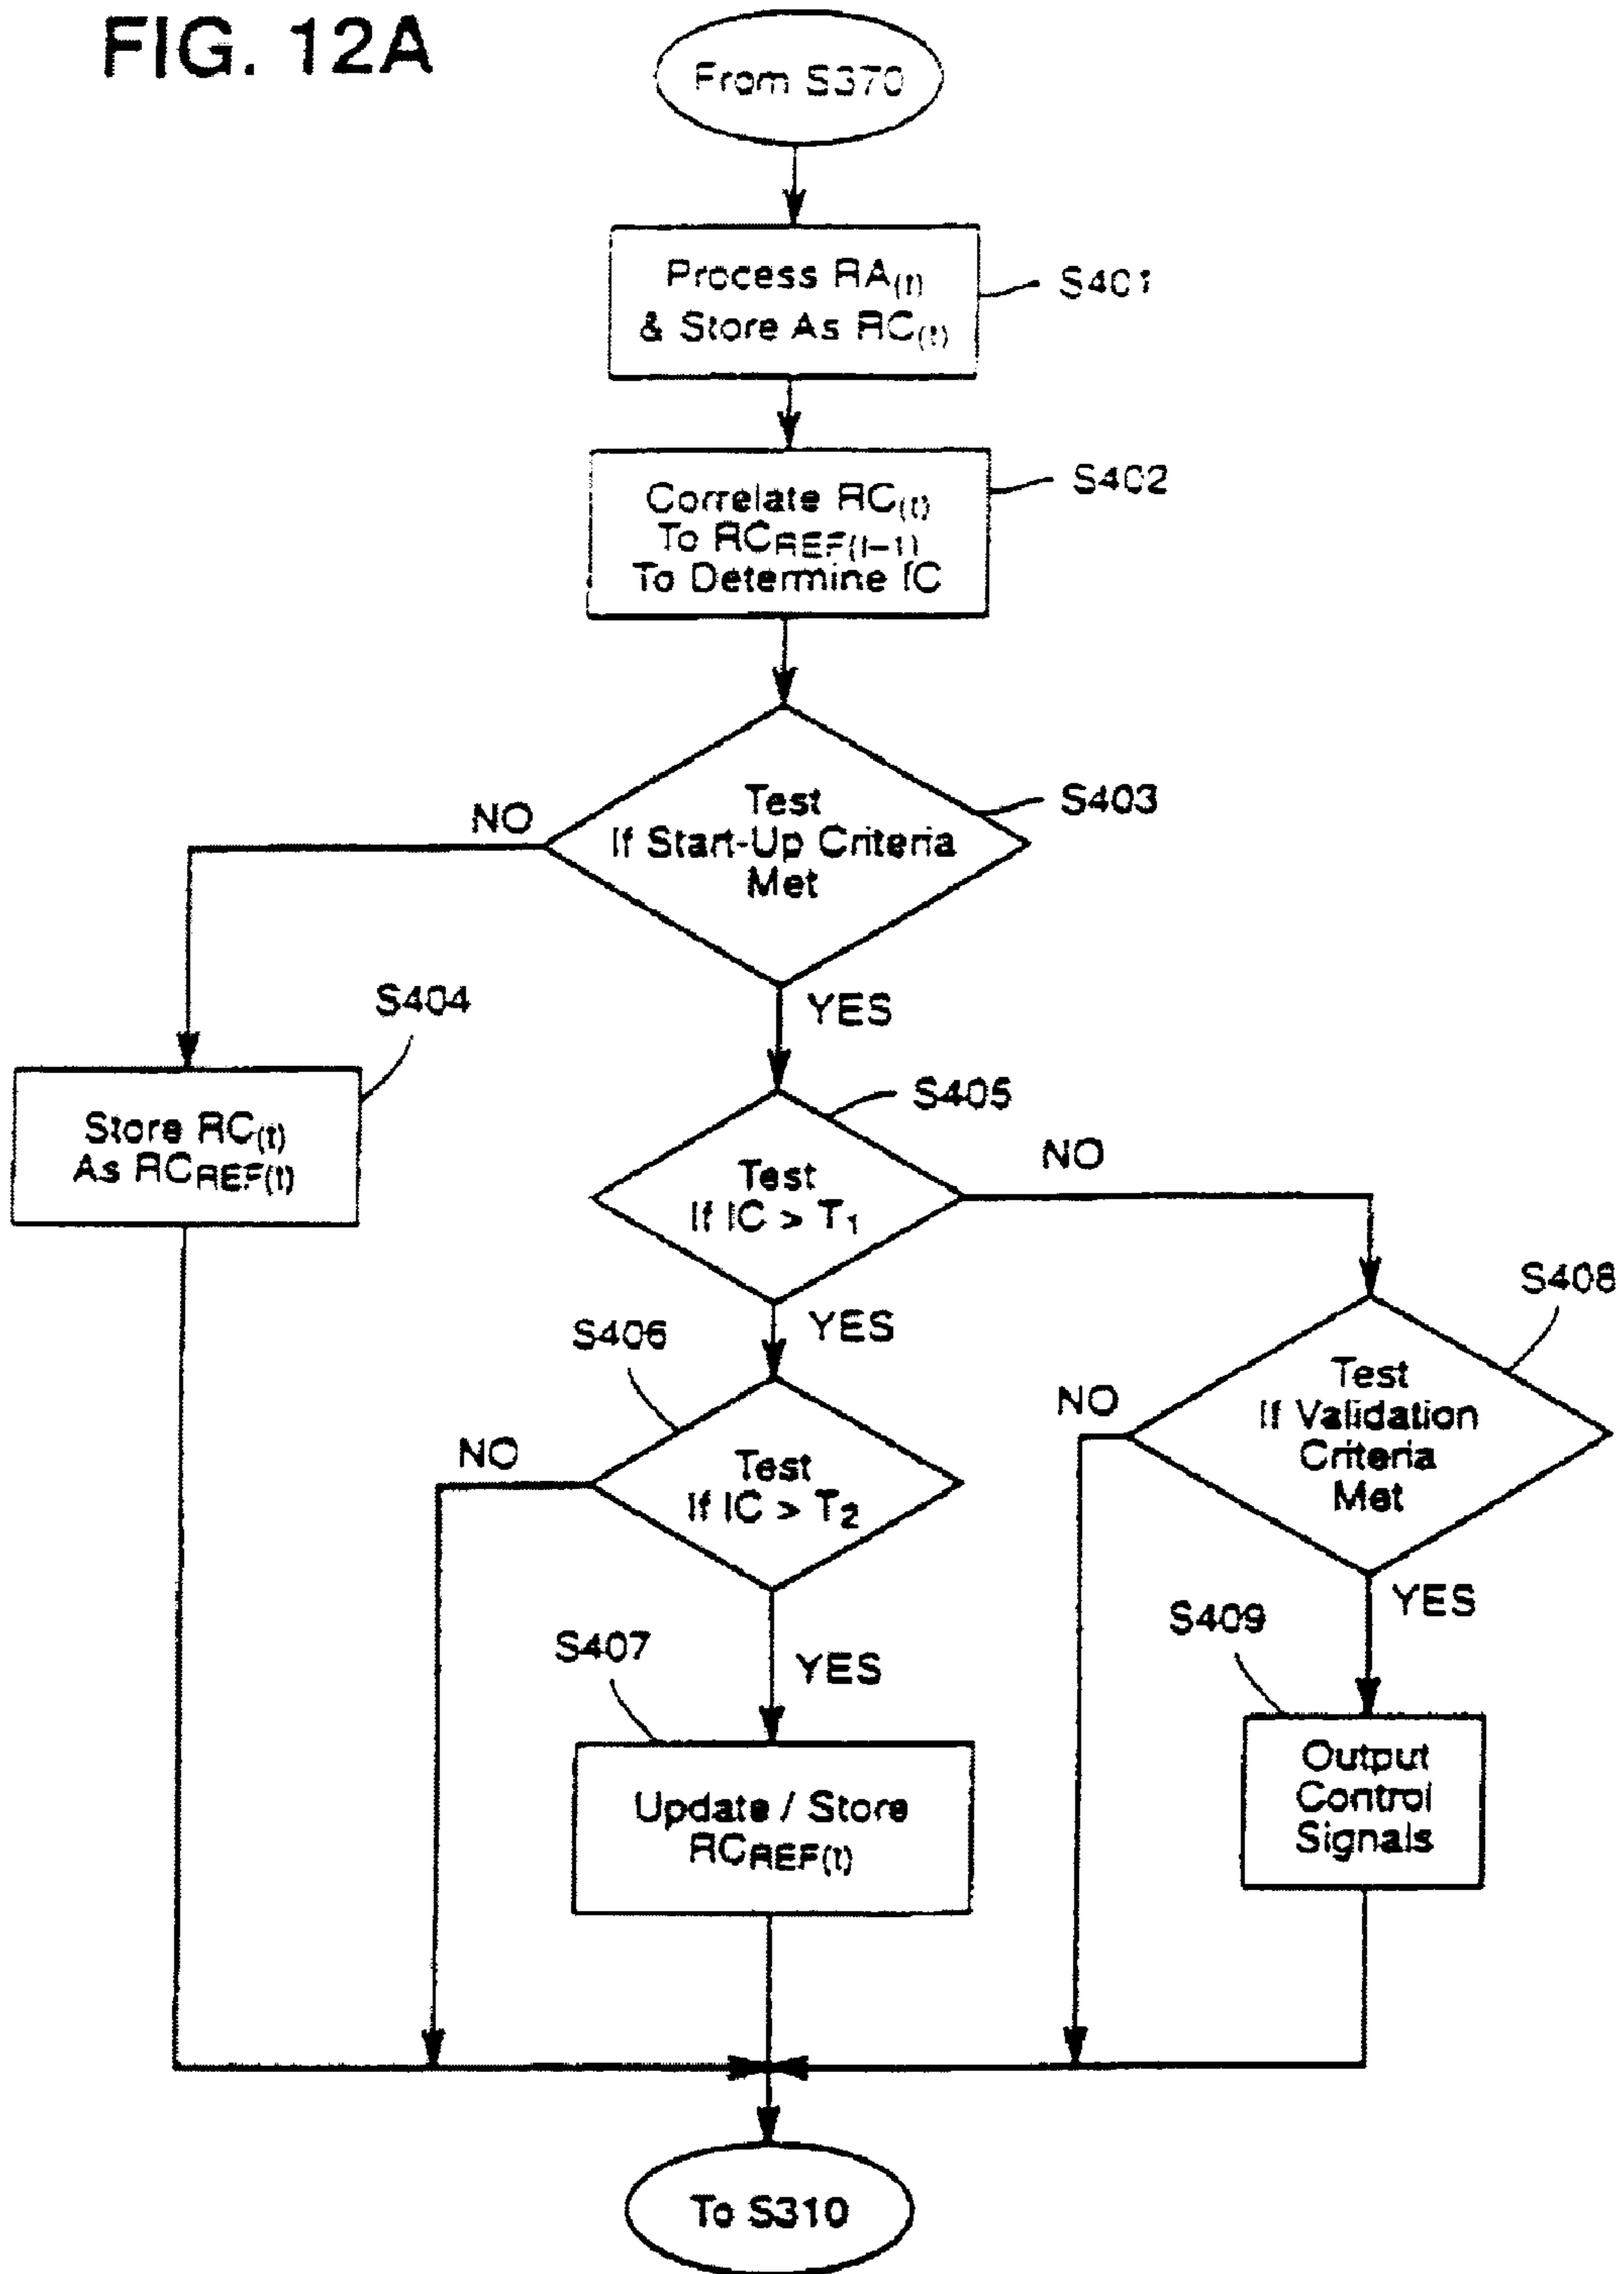 FIG. 12A
From S370
Process RA(t)
& Store As RC(t)
S401
Correlate RC(t)
To RCREF(t–1)
To Determine IC
S402
Test
If Start-Up Criteria
Met
S403
NO
YES
S404
Store RC(t)
As RCREF(t)
S405
Test
If IC > T1
NO
YES
S406
Test
If IC > T2
NO
YES
S408
Test
If Validation
Criteria
Met
NO
YES
S407
Update / Store
RCREF(t)
S409
Output
Control
Signals
To S310